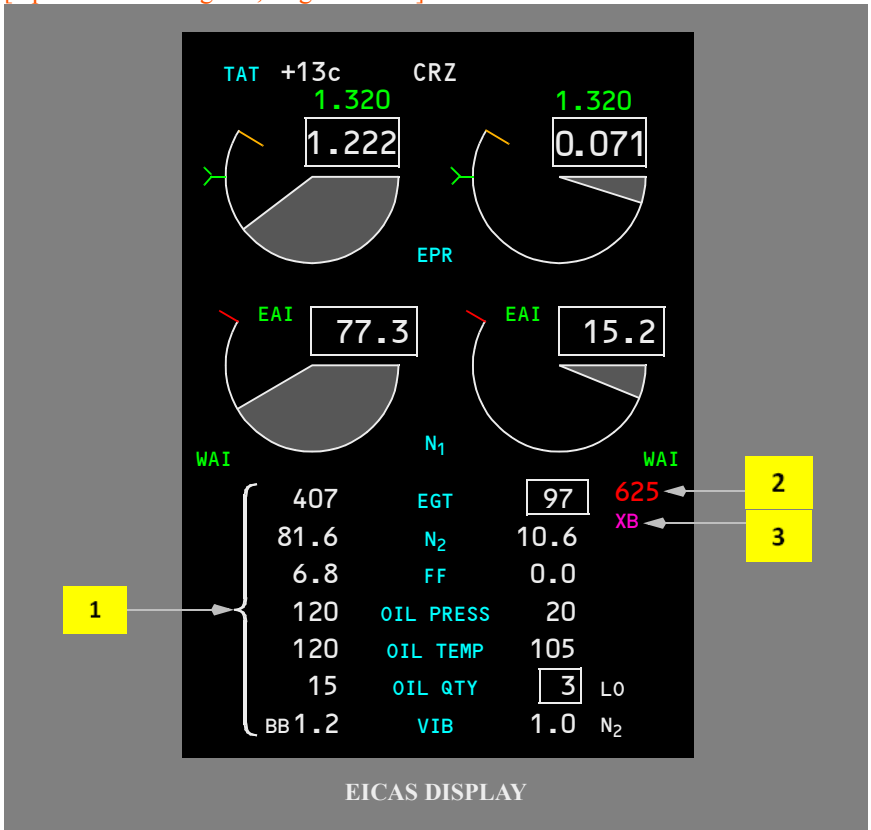 TAT +13c CRZ
1.320 1.320
1.222 0.071
EPR
EAI EAI
77.3 15.2
N1
WAI WAI
407 EGT 97 625 2
81.6 N2 10.6 XB 3
6.8 FF 0.0
1 120 OIL PRESS 20
120 OIL TEMP 105
15 OIL QTY 3 LO
BB 1.2 VIB 1.0 N2
EICAS DISPLAY